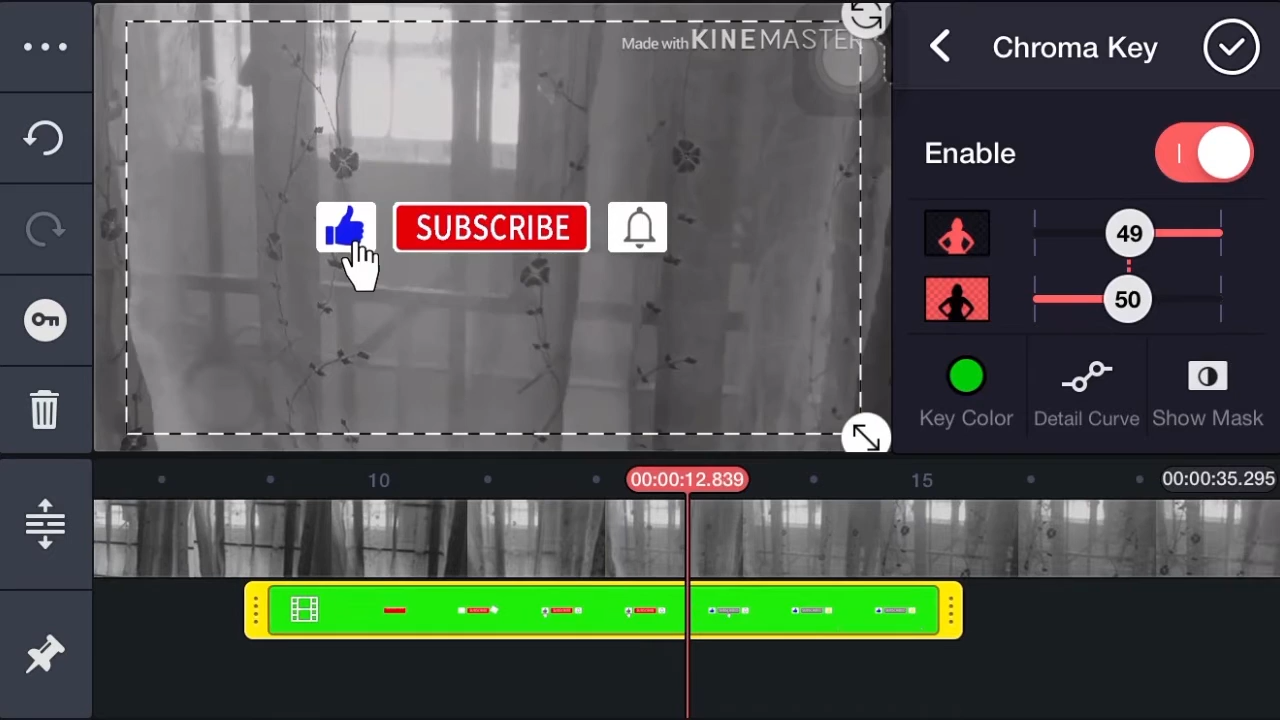 Made with KINEMASTER
Chroma Key
Enable
SUBSCRIBE
49
50
Key Color
Detail Curve
Show Mask
10
00:00:12.839
15
00:00:35.295